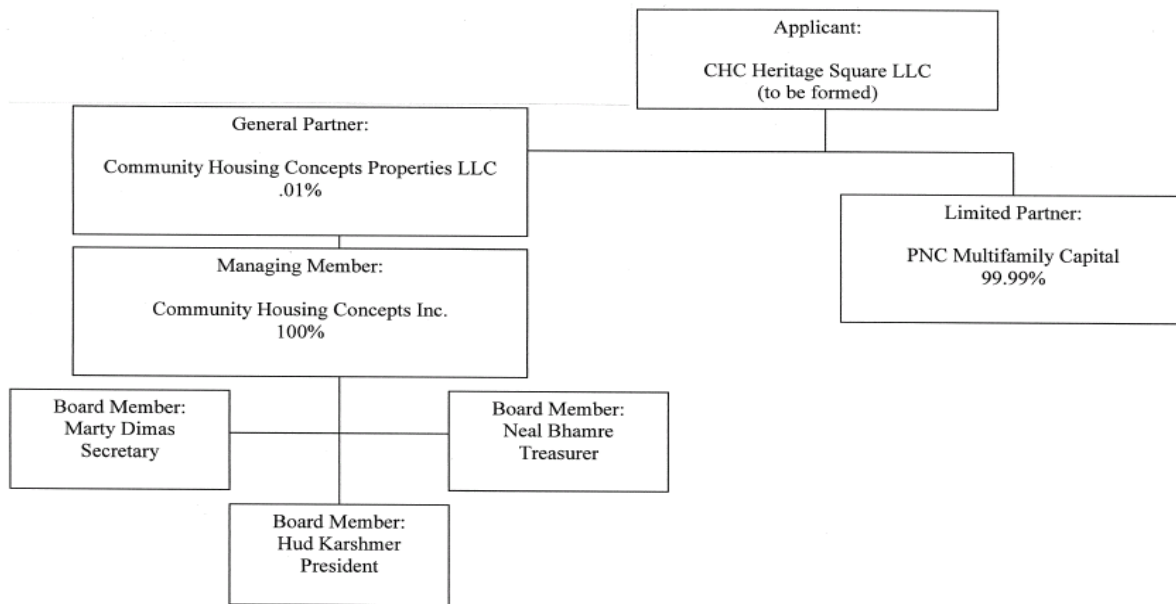 Applicant:
CHC Heritage Square LLC
(to be formed)
General Partner:
Community Housing Concepts Properties LLC
.01%
Limited Partner:
PNC Multifamily Capital
99.99%
Managing Member:
Community Housing Concepts Inc.
100%
Board Member:
Marty Dimas
Secretary
Board Member:
Neal Bhamre
Treasurer
Board Member:
Hud Karshmer
President